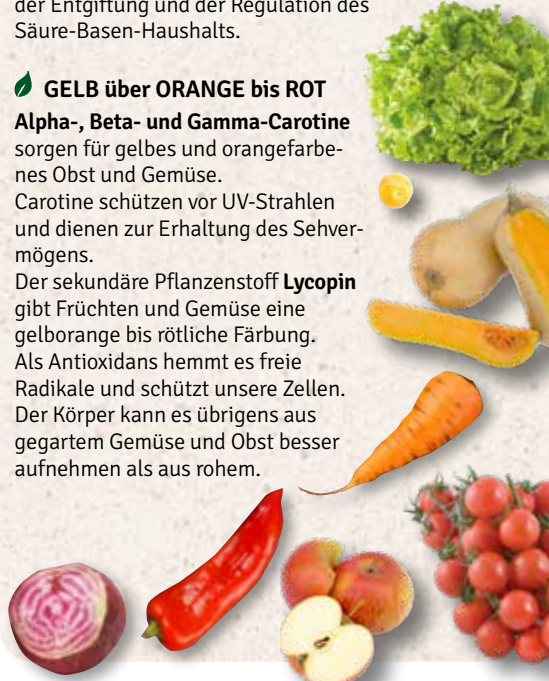 der Entgiftung und der Regulation des
Säure-Basen-Haushalts.
GELB über ORANGE bis ROT
Alpha-, Beta- und Gamma-Carotine
sorgen für gelbes und orangefarbe-
nes Obst und Gemüse.
Carotine schützen vor UV-Strahlen
und dienen zur Erhaltung des Sehver-
mögens.
Der sekundäre Pflanzenstoff Lycopin
gibt Früchten und Gemüse eine
gelborange bis rötliche Färbung.
Als Antioxidans hemmt es freie
Radikale und schützt unsere Zellen.
Der Körper kann es übrigens aus
gegartem Gemüse und Obst besser
aufnehmen als aus rohem.